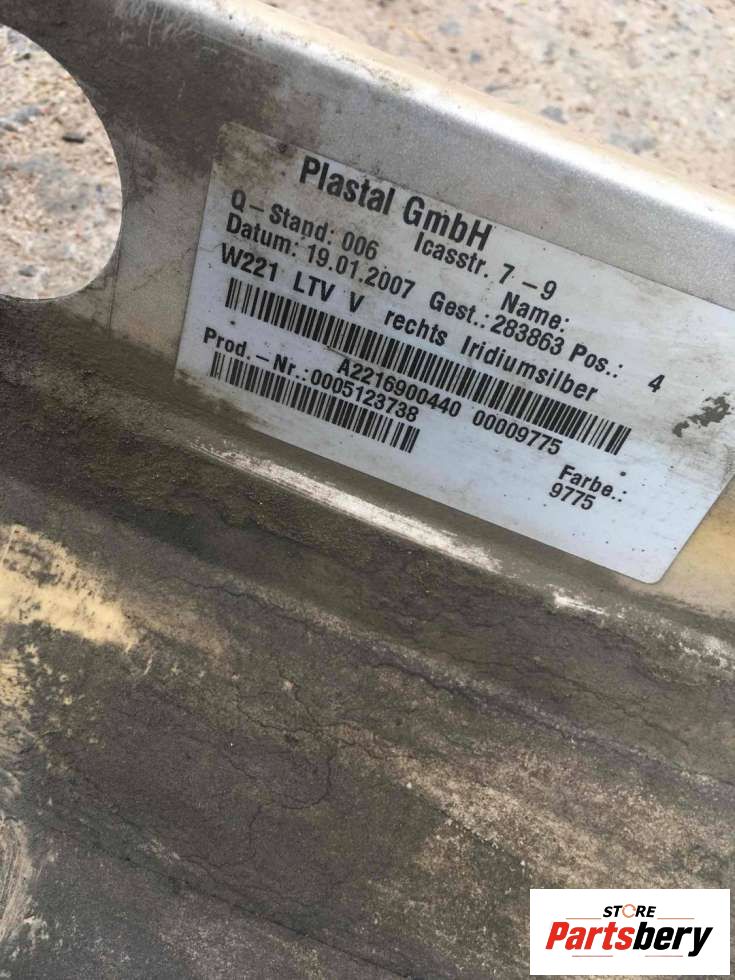 Plastal GmbH
Q-Stand: 006 Icasstr. 7-9
Datum: 19.01.2007 Gest.: 283863 Name: Pos.: 4
W221 LTV V rechts Iridiumsilber
A2216900440 00009775
Prod.-Nr.: 0005123738
Farbe.:
9775
STORE
Partsbery